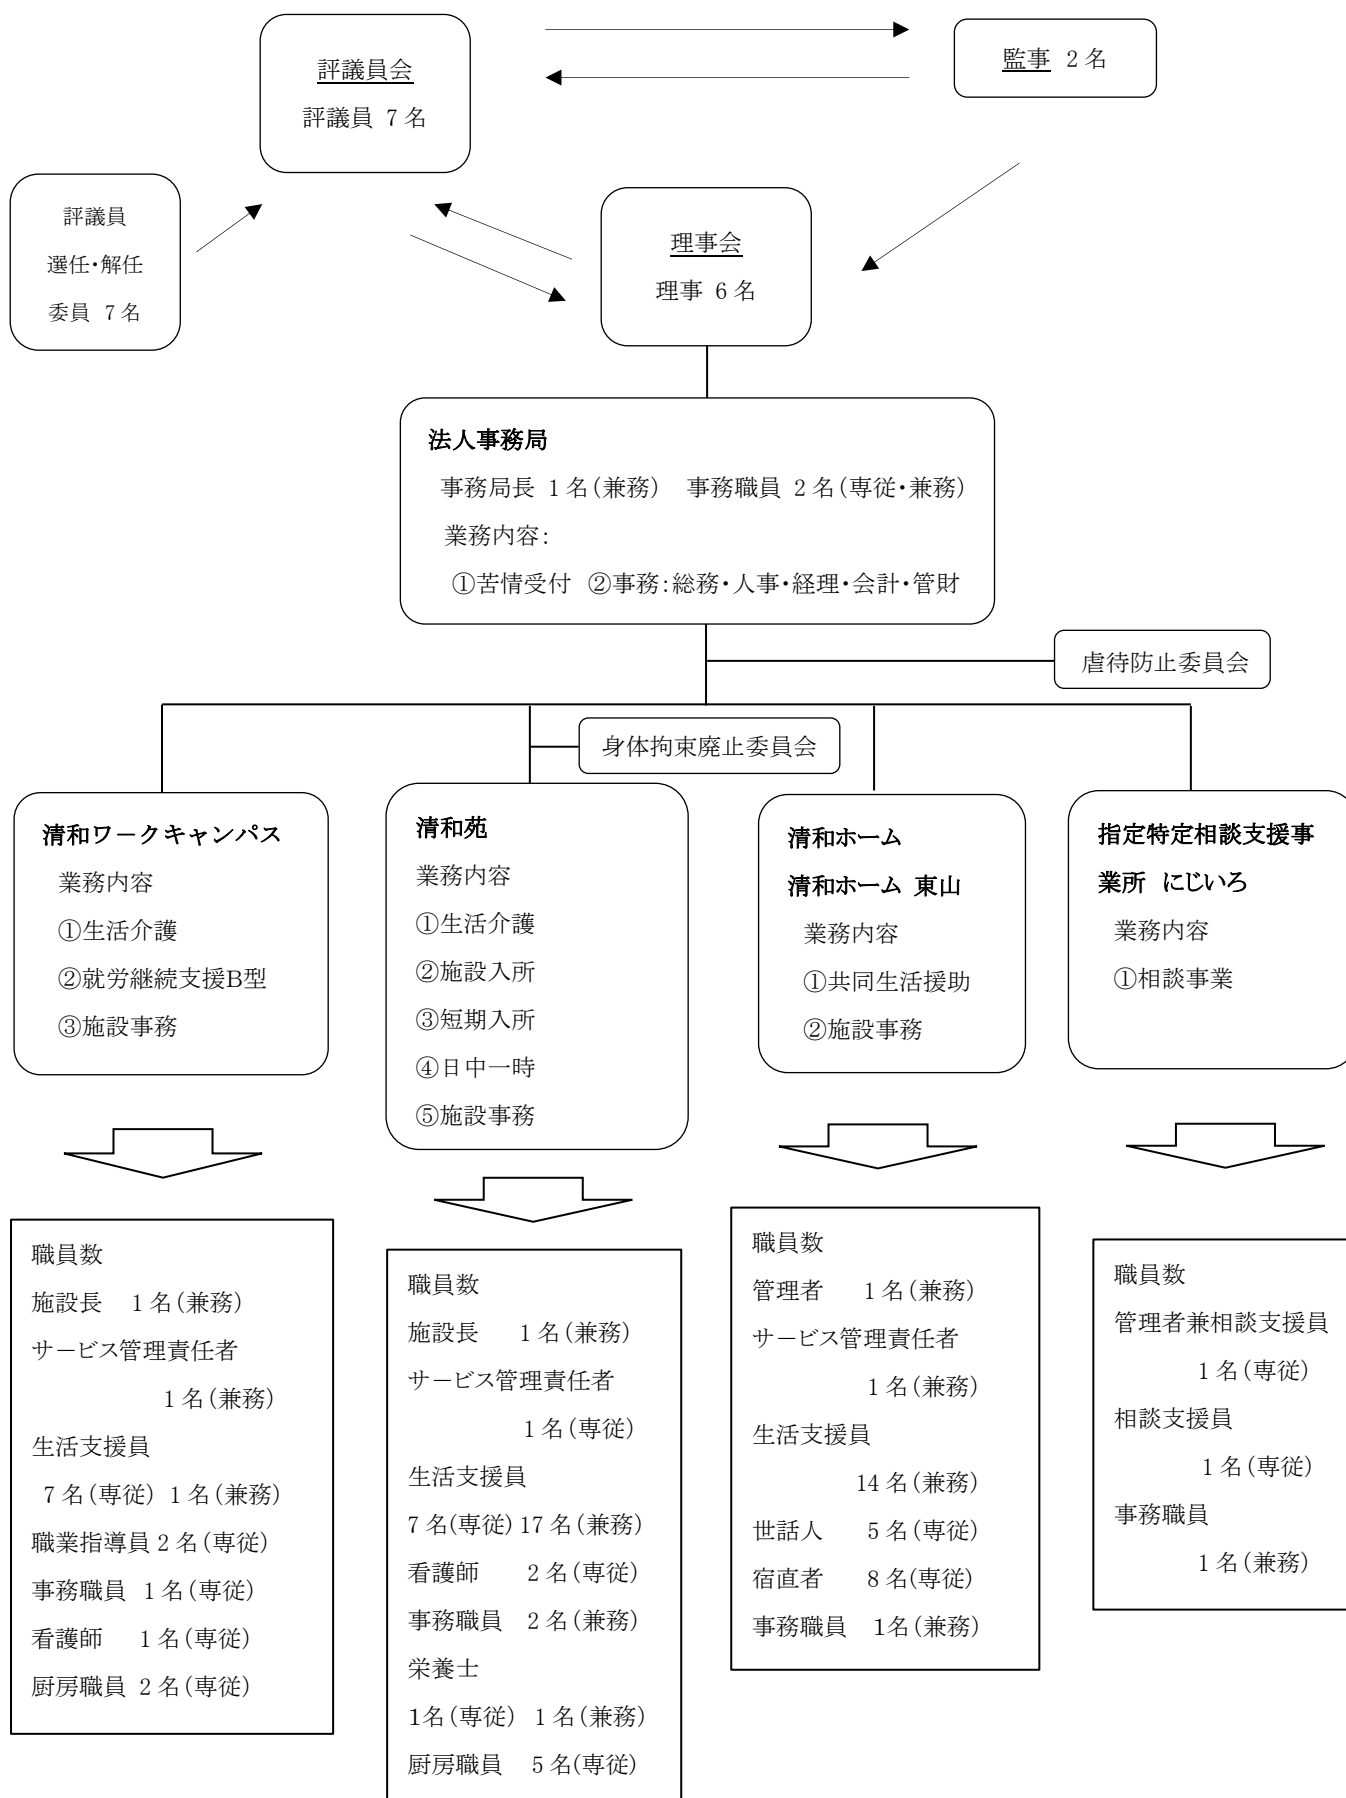 評議員会
評議員 7名
監事 2名
評議員
選任・解任
委員 7名
理事会
理事 6名
法人事務局
事務局長 1名(兼務) 事務職員 2名(専従・兼務)
業務内容:
①苦情受付 ②事務:総務・人事・経理・会計・管財
虐待防止委員会
身体拘束廃止委員会
清和ワークキャンパス
業務内容
①生活介護
②就労継続支援B型
③施設事務
清和苑
業務内容
①生活介護
②施設入所
③短期入所
④日中一時
⑤施設事務
清和ホーム
清和ホーム 東山
業務内容
①共同生活援助
②施設事務
指定特定相談支援事
業所 にじいろ
業務内容
①相談事業
職員数
施設長 1名(兼務)
サービス管理責任者
1名(兼務)
生活支援員
7名(専従) 1名(兼務)
職業指導員 2名(専従)
事務職員 1名(専従)
看護師 1名(専従)
厨房職員 2名(専従)
職員数
施設長 1名(兼務)
サービス管理責任者
1名(専従)
生活支援員
7名(専従) 17名(兼務)
看護師 2名(専従)
事務職員 2名(兼務)
栄養士
1名(専従) 1名(兼務)
厨房職員 5名(専従)
職員数
管理者 1名(兼務)
サービス管理責任者
1名(兼務)
生活支援員
14名(兼務)
世話人 5名(専従)
宿直者 8名(専従)
事務職員 1名(兼務)
職員数
管理者兼相談支援員
1名(専従)
相談支援員
1名(専従)
事務職員
1名(兼務)